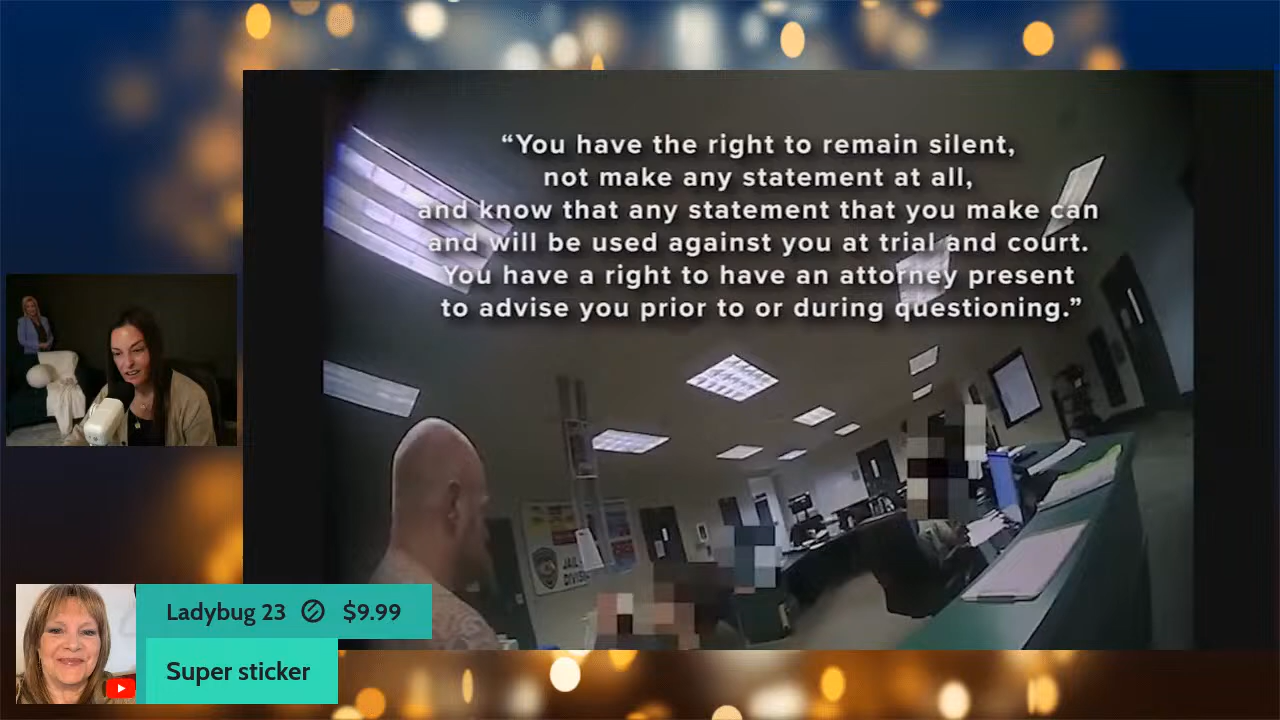 “You have the right to remain silent,
not make any statement at all,
and know that any statement that you make can
and will be used against you at trial and court.
You have a right to have an attorney present
to advise you prior to or during questioning.”
JAIL
Ladybug 23 $9.99
Super sticker